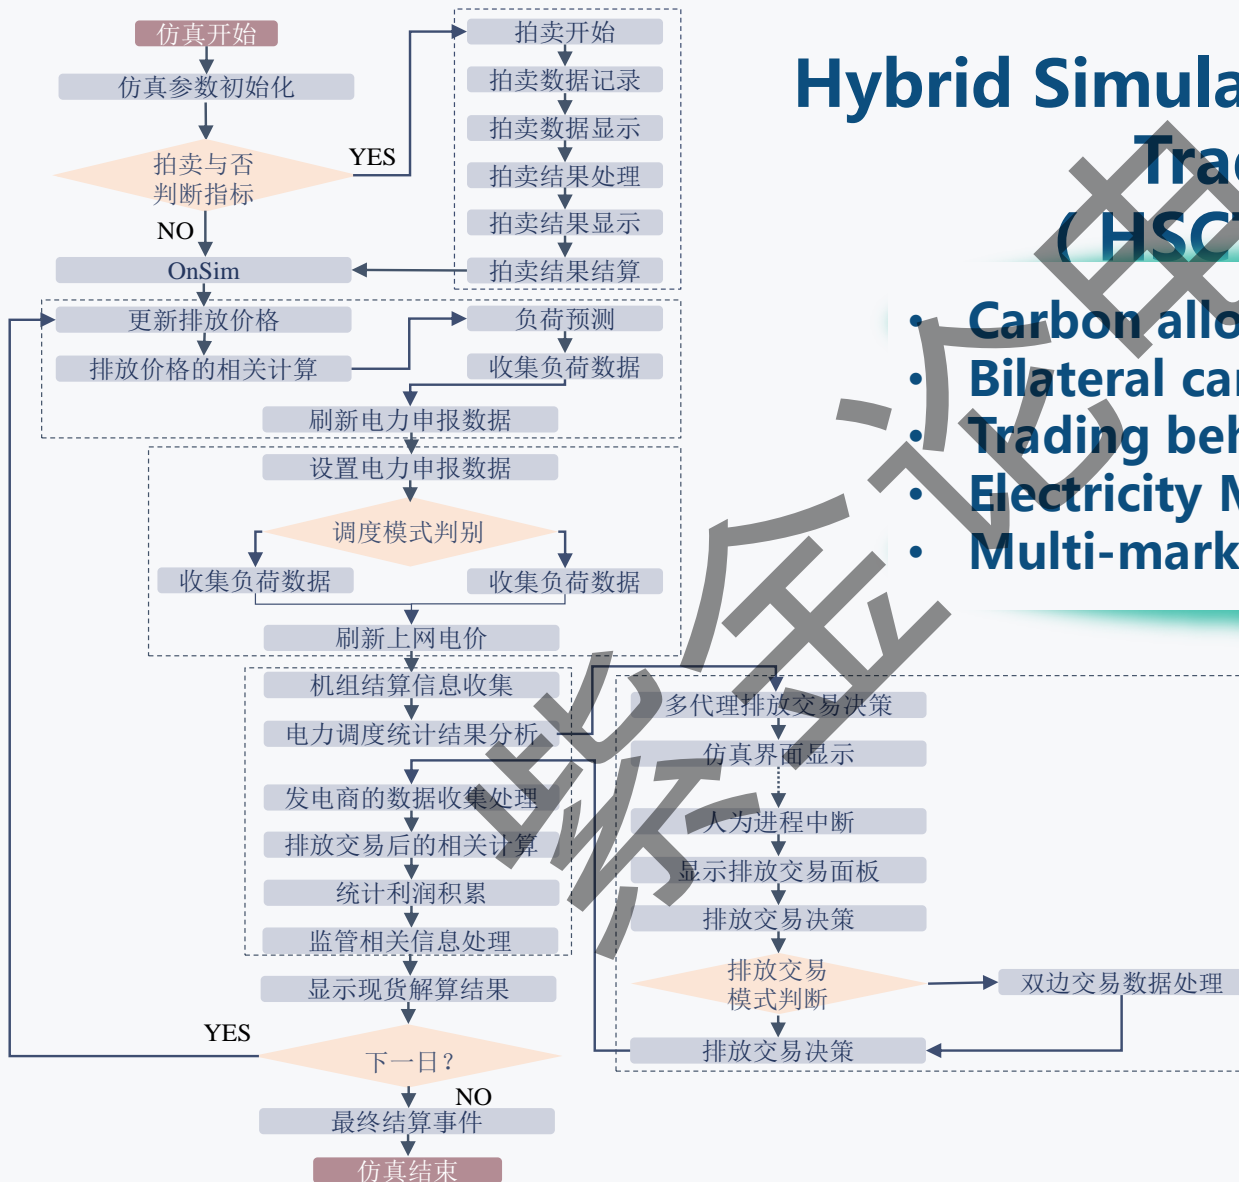 仿真开始
仿真参数初始化
拍卖与否
判断指标
YES
NO
OnSim
拍卖开始
拍卖数据记录
拍卖数据显示
拍卖结果处理
拍卖结果显示
拍卖结果结算
更新排放价格
排放价格的相关计算
负荷预测
收集负荷数据
刷新电力申报数据
设置电力申报数据
调度模式判别
收集负荷数据
收集负荷数据
刷新上网电价
机组结算信息收集
电力调度统计结果分析
发电商的数据收集处理
排放交易后的相关计算
统计利润积累
监管相关信息处理
显示现货解算结果
YES
下一日?
NO
最终结算事件
仿真结束
多代理排放交易决策
仿真界面显示
人为进程中断
显示排放交易面板
排放交易决策
排放交易
模式判断
双边交易数据处理
排放交易决策
Hybrid Simula
Trad
( HSCT
• Carbon allo
• Bilateral car
• Trading beh
• Electricity M
• Multi-mark
紫金论电